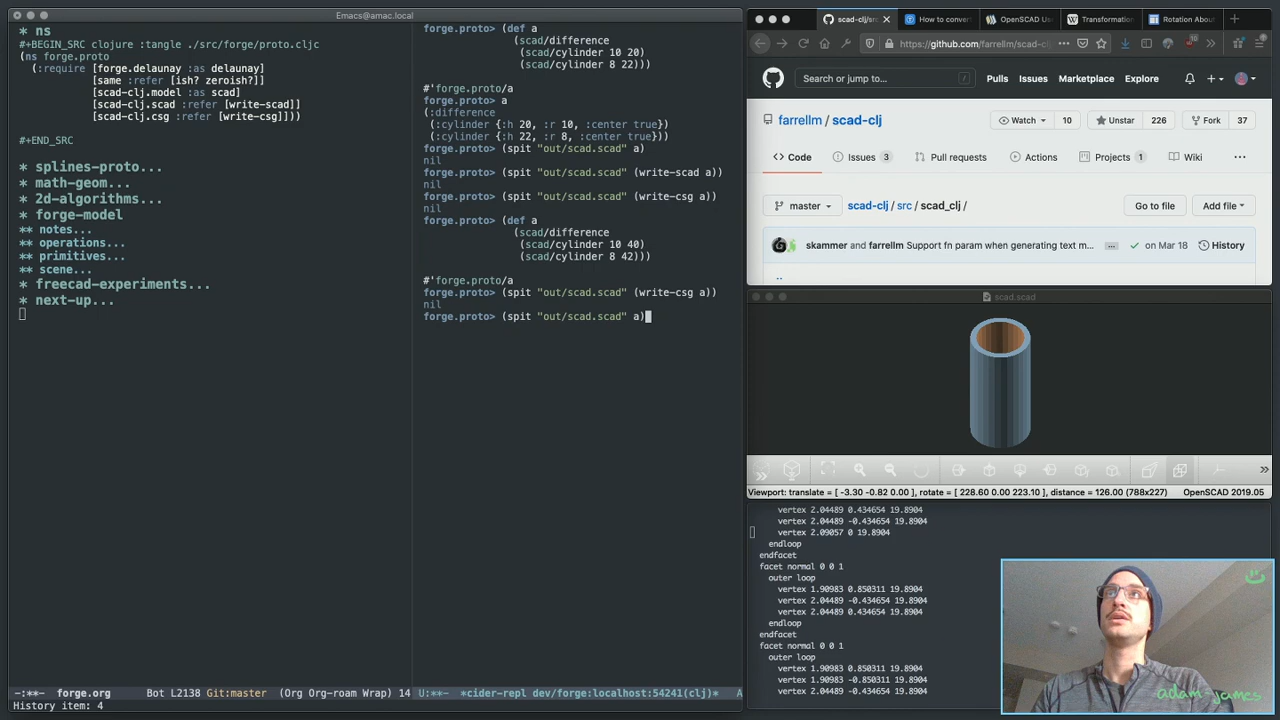 Emacs@amac.local
* ns
#+BEGIN_SRC clojure :tangle ./src/forge/proto.cljc
(ns forge.proto
(:require [forge.delaunay :as delaunay]
[same :refer [ish? zeroish?]]
[scad-clj.model :as scad]
[scad-clj.scad :refer [write-scad]]
[scad-clj.csg :refer [write-csg]]))
#+END_SRC
* splines-proto...
* math-geom...
* 2d-algorithms...
* forge-model
** notes...
** operations...
** primitives...
** scene...
* freecad-experiments...
* next-up...
-:**- forge.org Bot L2138 Git:master (Org Org-roam Wrap) 14
History item: 4
forge.proto> (def a
(scad/difference
(scad/cylinder 10 20)
(scad/cylinder 8 22)))
#'forge.proto/a
forge.proto> a
(:difference
(:cylinder {:h 20, :r 10, :center true})
(:cylinder {:h 22, :r 8, :center true}))
forge.proto> (spit "out/scad.scad" a)
nil
forge.proto> (spit "out/scad.scad" (write-scad a))
nil
forge.proto> (spit "out/scad.scad" (write-csg a))
nil
forge.proto> (def a
(scad/difference
(scad/cylinder 10 40)
(scad/cylinder 8 42)))
#'forge.proto/a
forge.proto> (spit "out/scad.scad" (write-csg a))
nil
forge.proto> (spit "out/scad.scad" a)
U:**- *cider-repl dev/forge:localhost:54241(clj)* A
scad-clj/src
How to convert
OpenSCAD Use
Transformation
Rotation Abou
https://github.com/farrellm/scad-cl
10
Search or jump to...
/
Pulls Issues Marketplace Explore
farrellm / scad-clj
Watch 10
Unstar 226
Fork 37
Code
Issues 3
Pull requests
Actions
Projects 1
Wiki
master
scad-clj / src / scad_clj /
Go to file
Add file
skammer and farrellm Support fn param when generating text m...
on Mar 18
History
..
scad.scad
Viewport: translate = [ -3.30 -0.82 0.00 ], rotate = [ 228.60 0.00 223.10 ], distance = 126.00 (788x227)
OpenSCAD 2019.05
vertex 2.04489 0.434654 19.8904
vertex 2.04489 -0.434654 19.8904
vertex 2.09057 0 19.8904
endloop
endfacet
facet normal 0 0 1
outer loop
vertex 1.90983 0.850311 19.8904
vertex 2.04489 -0.434654 19.8904
vertex 2.04489 0.434654 19.8904
endloop
endfacet
facet normal 0 0 1
outer loop
vertex 1.90983 0.850311 19.8904
vertex 1.90983 -0.850311 19.8904
vertex 2.04489 -0.434654 19.8904
adam-james